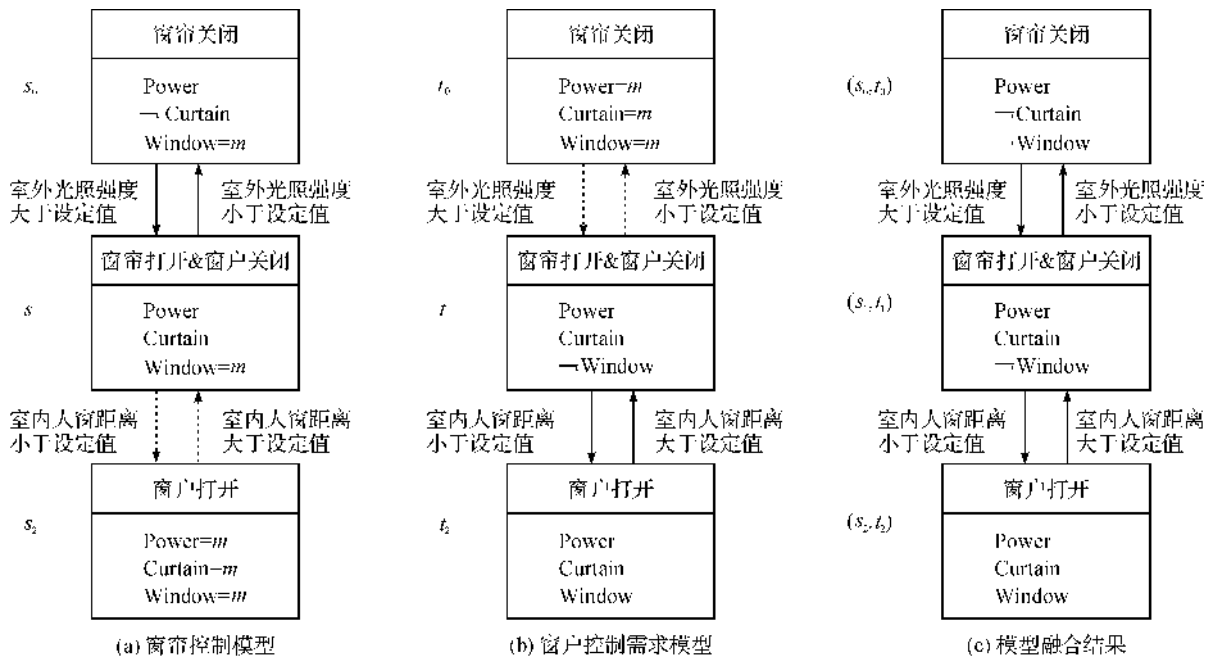 窗帘关闭
s₀
Power
¬ Curtain
Window=m
室外光照强度
大于设定值
室外光照强度
小于设定值
窗帘打开&窗户关闭
s
Power
Curtain
Window=m
室内人窗距离
小于设定值
室内人窗距离
大于设定值
窗户打开
s₂
Power=m
Curtain=m
Window=m
(a) 窗帘控制模型
窗帘关闭
t₀
Power=m
Curtain=m
Window=m
室外光照强度
大于设定值
室外光照强度
小于设定值
窗帘打开&窗户关闭
t
Power
Curtain
¬Window
室内人窗距离
小于设定值
室内人窗距离
大于设定值
窗户打开
t₂
Power
Curtain
Window
(b) 窗户控制需求模型
窗帘关闭
(s₀,t₀)
Power
¬Curtain
¬Window
室外光照强度
大于设定值
室外光照强度
小于设定值
窗帘打开&窗户关闭
(s₁,t₁)
Power
Curtain
¬Window
室内人窗距离
小于设定值
室内人窗距离
大于设定值
窗户打开
(s₂,t₂)
Power
Curtain
Window
(c) 模型融合结果